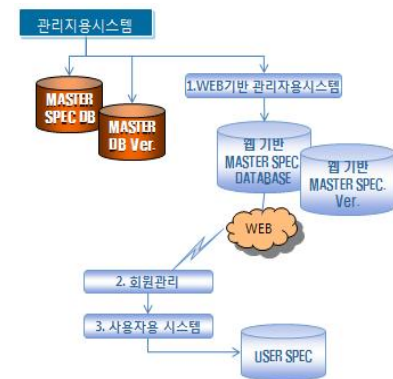 관리지용시스템
1.WEB기반 관리자용시스템
MASTER
SPEC DB
MASTER
DB Ver.
웹 기반
MASTER SPEC
DATABASE
웹 기반
MASTER SPEC.
Ver.
WEB
2. 회원관리
3. 사용자용 시스템
USER SPEC